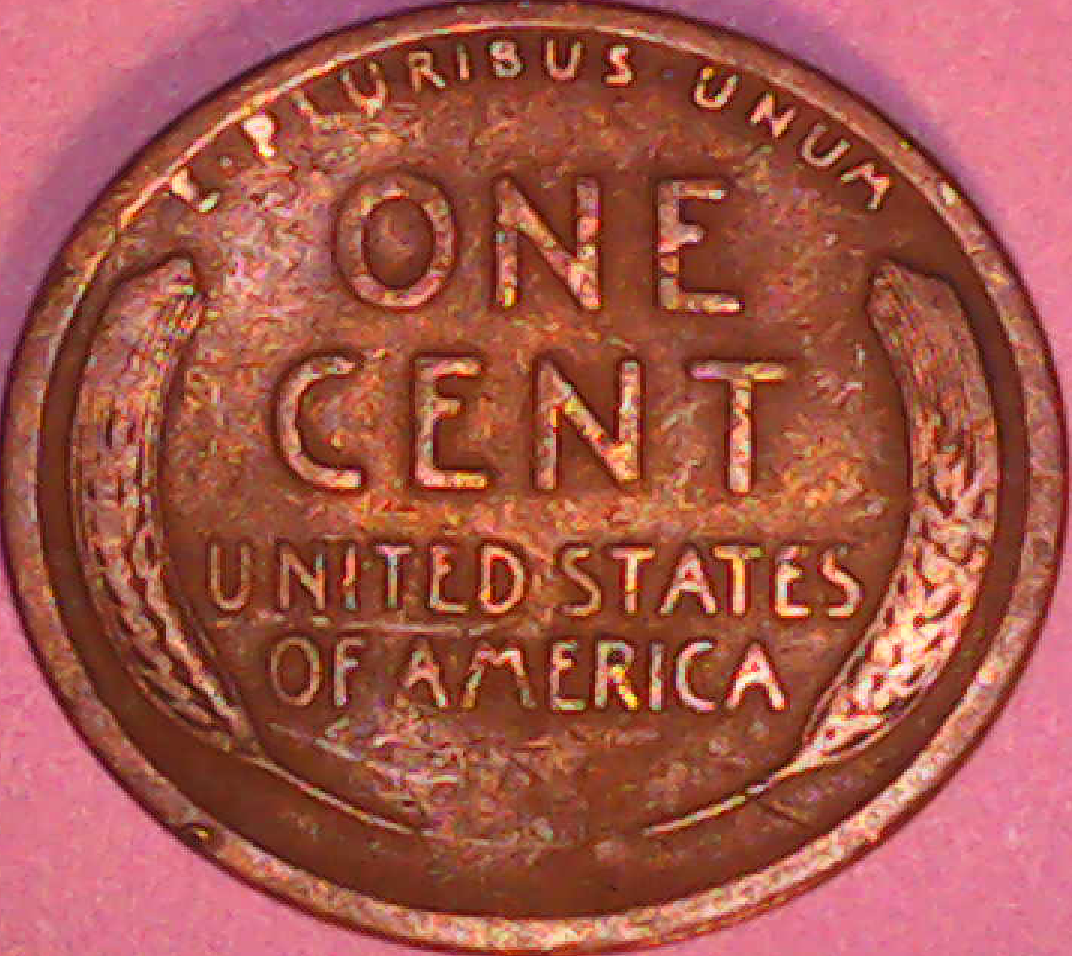 E·PLURIBUS·UNUM
ONE
CENT
UNITED STATES
OF AMERICA